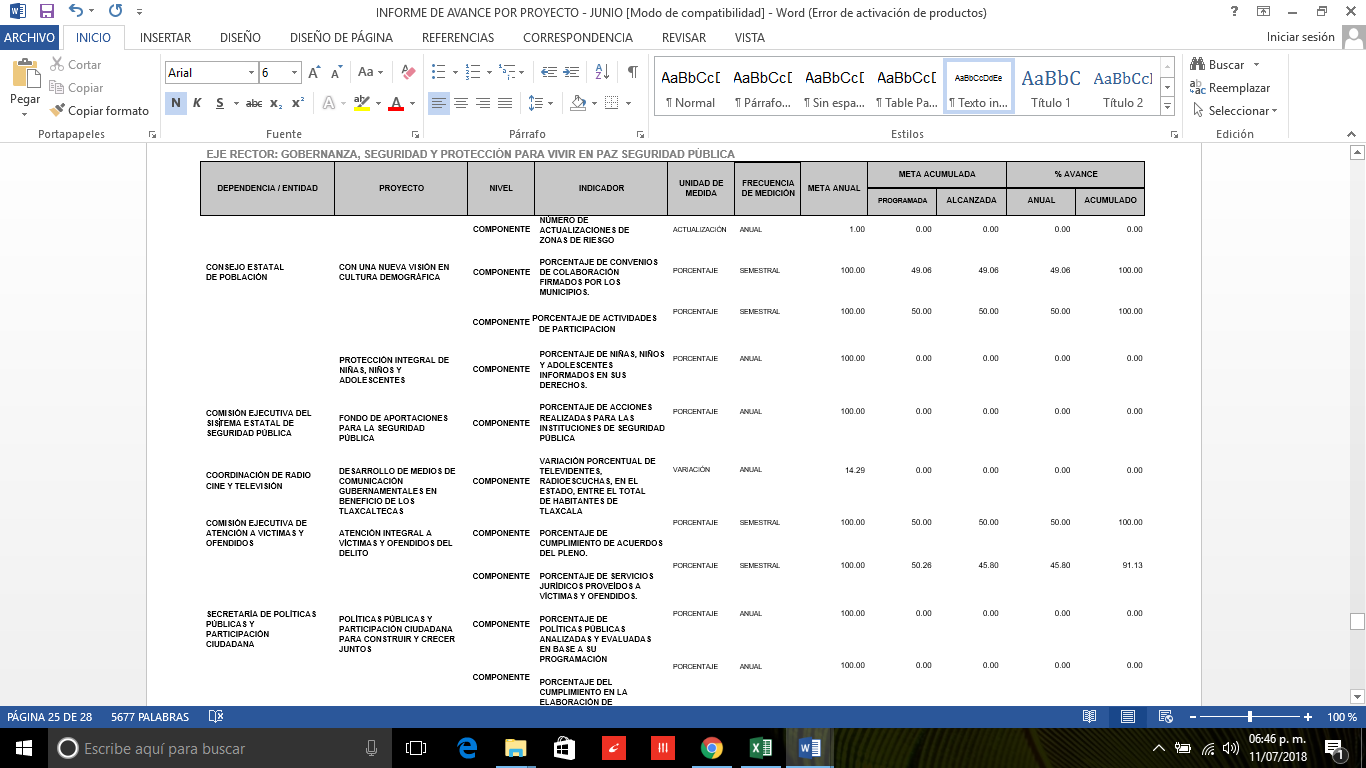 INFORME DE AVANCE POR PROYECTO - JUNIO [Modo de compatibilidad] - Word (Error de activación de productos)
ARCHIVO INICIO INSERTAR DISEÑO DISEÑO DE PÁGINA REFERENCIAS CORRESPONDENCIA REVISAR VISTA Iniciar sesión
Pegar
Cortar
Copiar
Copiar formato
Portapapeles
Arial 6
N K S abc x₂ x²
Fuente
Párrafo
AaBbCcI AaBbCcD AaBbCcD AaBbCcD AaBbCcDdEe AaBbC AaBbCcI
¶ Normal ¶ Párrafo... ¶ Sin espa... ¶ Table Pa... ¶ Texto in... Título 1 Título 2
Estilos
Buscar
Reemplazar
Seleccionar
Edición
EJE RECTOR: GOBERNANZA, SEGURIDAD Y PROTECCIÓN PARA VIVIR EN PAZ SEGURIDAD PÚBLICA
DEPENDENCIA / ENTIDAD PROYECTO NIVEL INDICADOR UNIDAD DE MEDIDA FRECUENCIA DE MEDICIÓN META ANUAL META ACUMULADA % AVANCE
PROGRAMADA ALCANZADA ANUAL ACUMULADO
COMPONENTE
NÚMERO DE
ACTUALIZACIONES DE
ZONAS DE RIESGO
ACTUALIZACIÓN ANUAL 1.00 0.00 0.00 0.00 0.00
CONSEJO ESTATAL
DE POBLACIÓN
CON UNA NUEVA VISIÓN EN
CULTURA DEMOGRÁFICA
COMPONENTE
PORCENTAJE DE CONVENIOS
DE COLABORACIÓN
FIRMADOS POR LOS
MUNICIPIOS.
PORCENTAJE SEMESTRAL 100.00 49.06 49.06 49.06 100.00
COMPONENTE
PORCENTAJE DE ACTIVIDADES
DE PARTICIPACION
PORCENTAJE SEMESTRAL 100.00 50.00 50.00 50.00 100.00
PROTECCIÓN INTEGRAL DE
NIÑAS, NIÑOS Y
ADOLESCENTES
COMPONENTE
PORCENTAJE DE NIÑAS, NIÑOS
Y ADOLESCENTES
INFORMADOS EN SUS
DERECHOS.
PORCENTAJE ANUAL 100.00 0.00 0.00 0.00 0.00
COMISIÓN EJECUTIVA DEL
SISTEMA ESTATAL DE
SEGURIDAD PÚBLICA
FONDO DE APORTACIONES
PARA LA SEGURIDAD
PÚBLICA
COMPONENTE
PORCENTAJE DE ACCIONES
REALIZADAS PARA LAS
INSTITUCIONES DE SEGURIDAD
PÚBLICA
PORCENTAJE ANUAL 100.00 0.00 0.00 0.00 0.00
COORDINACIÓN DE RADIO
CINE Y TELEVISIÓN
DESARROLLO DE MEDIOS DE
COMUNICACIÓN
GUBERNAMENTALES EN
BENEFICIO DE LOS
TLAXCALTECAS
COMPONENTE
VARIACIÓN PORCENTUAL DE
TELEVIDENTES,
RADIOESCUCHAS, EN EL
ESTADO, ENTRE EL TOTAL
DE HABITANTES DE
TLAXCALA
VARIACIÓN ANUAL 14.29 0.00 0.00 0.00 0.00
COMISIÓN EJECUTIVA DE
ATENCIÓN A VICTIMAS Y
OFENDIDOS
ATENCIÓN INTEGRAL A
VÍCTIMAS Y OFENDIDOS DEL
DELITO
COMPONENTE
PORCENTAJE DE
CUMPLIMIENTO DE ACUERDOS
DEL PLENO.
PORCENTAJE SEMESTRAL 100.00 50.00 50.00 50.00 100.00
COMPONENTE
PORCENTAJE DE SERVICIOS
JURÍDICOS PROVEÍDOS A
VÍCTIMAS Y OFENDIDOS.
PORCENTAJE SEMESTRAL 100.00 50.26 45.80 45.80 91.13
SECRETARÍA DE POLÍTICAS
PÚBLICAS Y
PARTICIPACIÓN
CIUDADANA
POLÍTICAS PÚBLICAS Y
PARTICIPACIÓN CIUDADANA
PARA CONSTRUIR Y CRECER
JUNTOS
COMPONENTE
PORCENTAJE DE
POLÍTICAS PÚBLICAS
ANALIZADAS Y EVALUADAS
EN BASE A SU
PROGRAMACIÓN
PORCENTAJE ANUAL 100.00 0.00 0.00 0.00 0.00
COMPONENTE
PORCENTAJE DEL
CUMPLIMIENTO EN LA
ELABORACIÓN DE
PORCENTAJE ANUAL 100.00 0.00 0.00 0.00 0.00
PÁGINA 25 DE 28 5677 PALABRAS 100 %
Escribe aquí para buscar
06:46 p. m.
11/07/2018